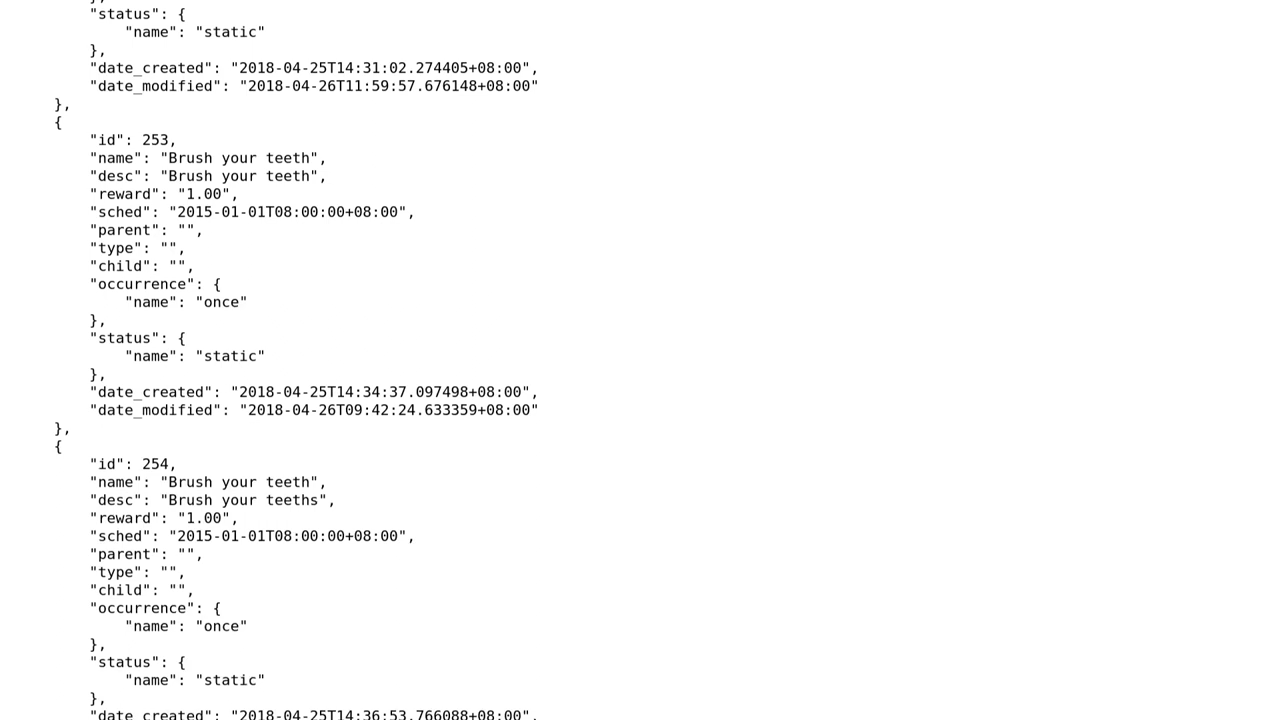 },
"status": {
"name": "static"
},
"date_created": "2018-04-25T14:31:02.274405+08:00",
"date_modified": "2018-04-26T11:59:57.676148+08:00"
},
{
"id": 253,
"name": "Brush your teeth",
"desc": "Brush your teeth",
"reward": "1.00",
"sched": "2015-01-01T08:00:00+08:00",
"parent": "",
"type": "",
"child": "",
"occurrence": {
"name": "once"
},
"status": {
"name": "static"
},
"date_created": "2018-04-25T14:34:37.097498+08:00",
"date_modified": "2018-04-26T09:42:24.633359+08:00"
},
{
"id": 254,
"name": "Brush your teeth",
"desc": "Brush your teeths",
"reward": "1.00",
"sched": "2015-01-01T08:00:00+08:00",
"parent": "",
"type": "",
"child": "",
"occurrence": {
"name": "once"
},
"status": {
"name": "static"
},
"date_created": "2018-04-25T14:36:53.766088+08:00",